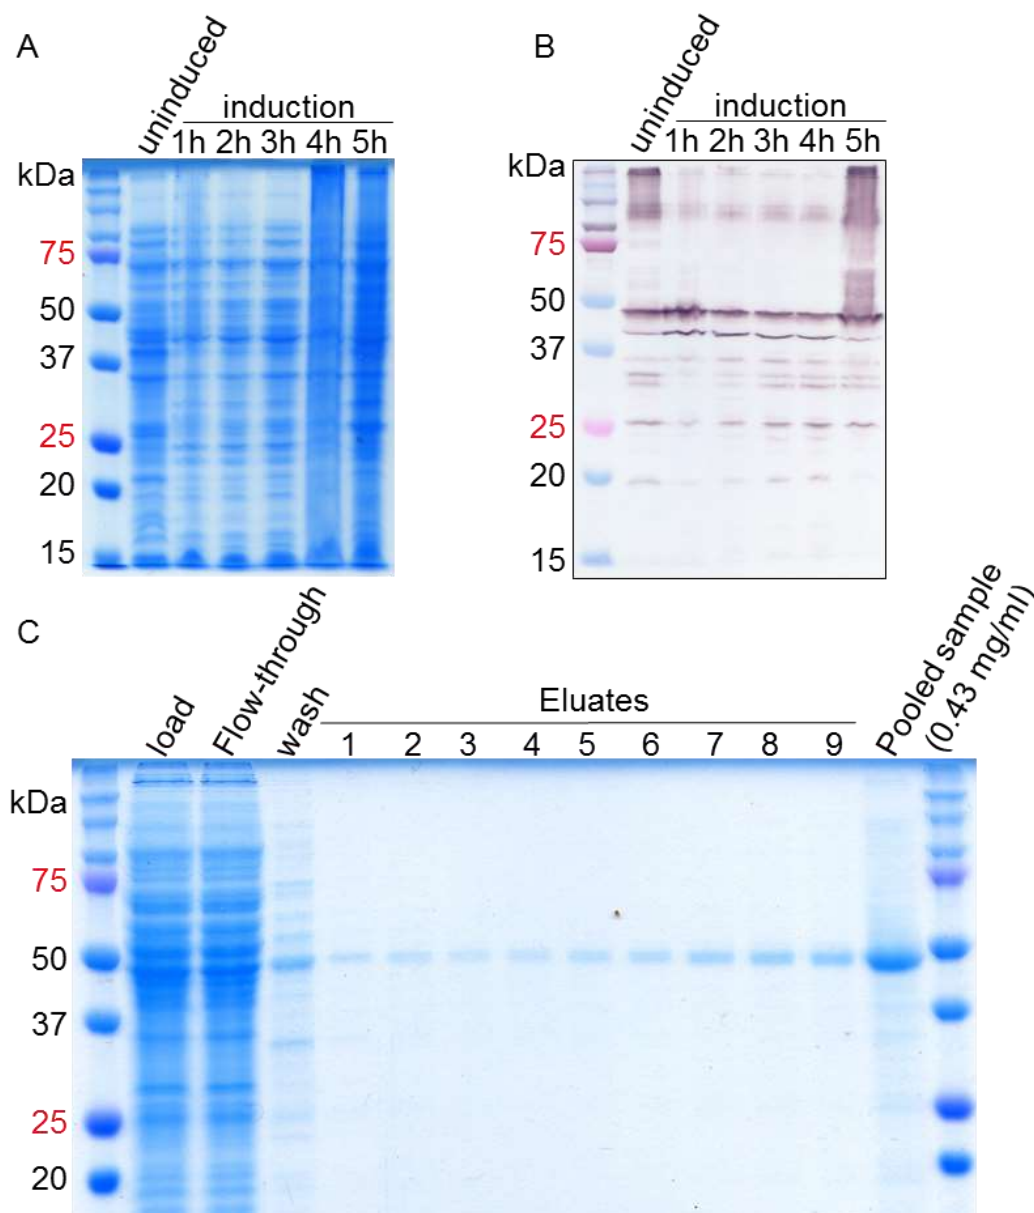 A
uninduced
induction
1h 2h 3h 4h 5h
kDa
75
50
37
25
20
15
B
uninduced
induction
1h 2h 3h 4h 5h
kDa
75
50
37
25
20
15
C
load
Flow-through
wash
Eluates
1 2 3 4 5 6 7 8 9
Pooled sample
(0.43 mg/ml)
kDa
75
50
37
25
20